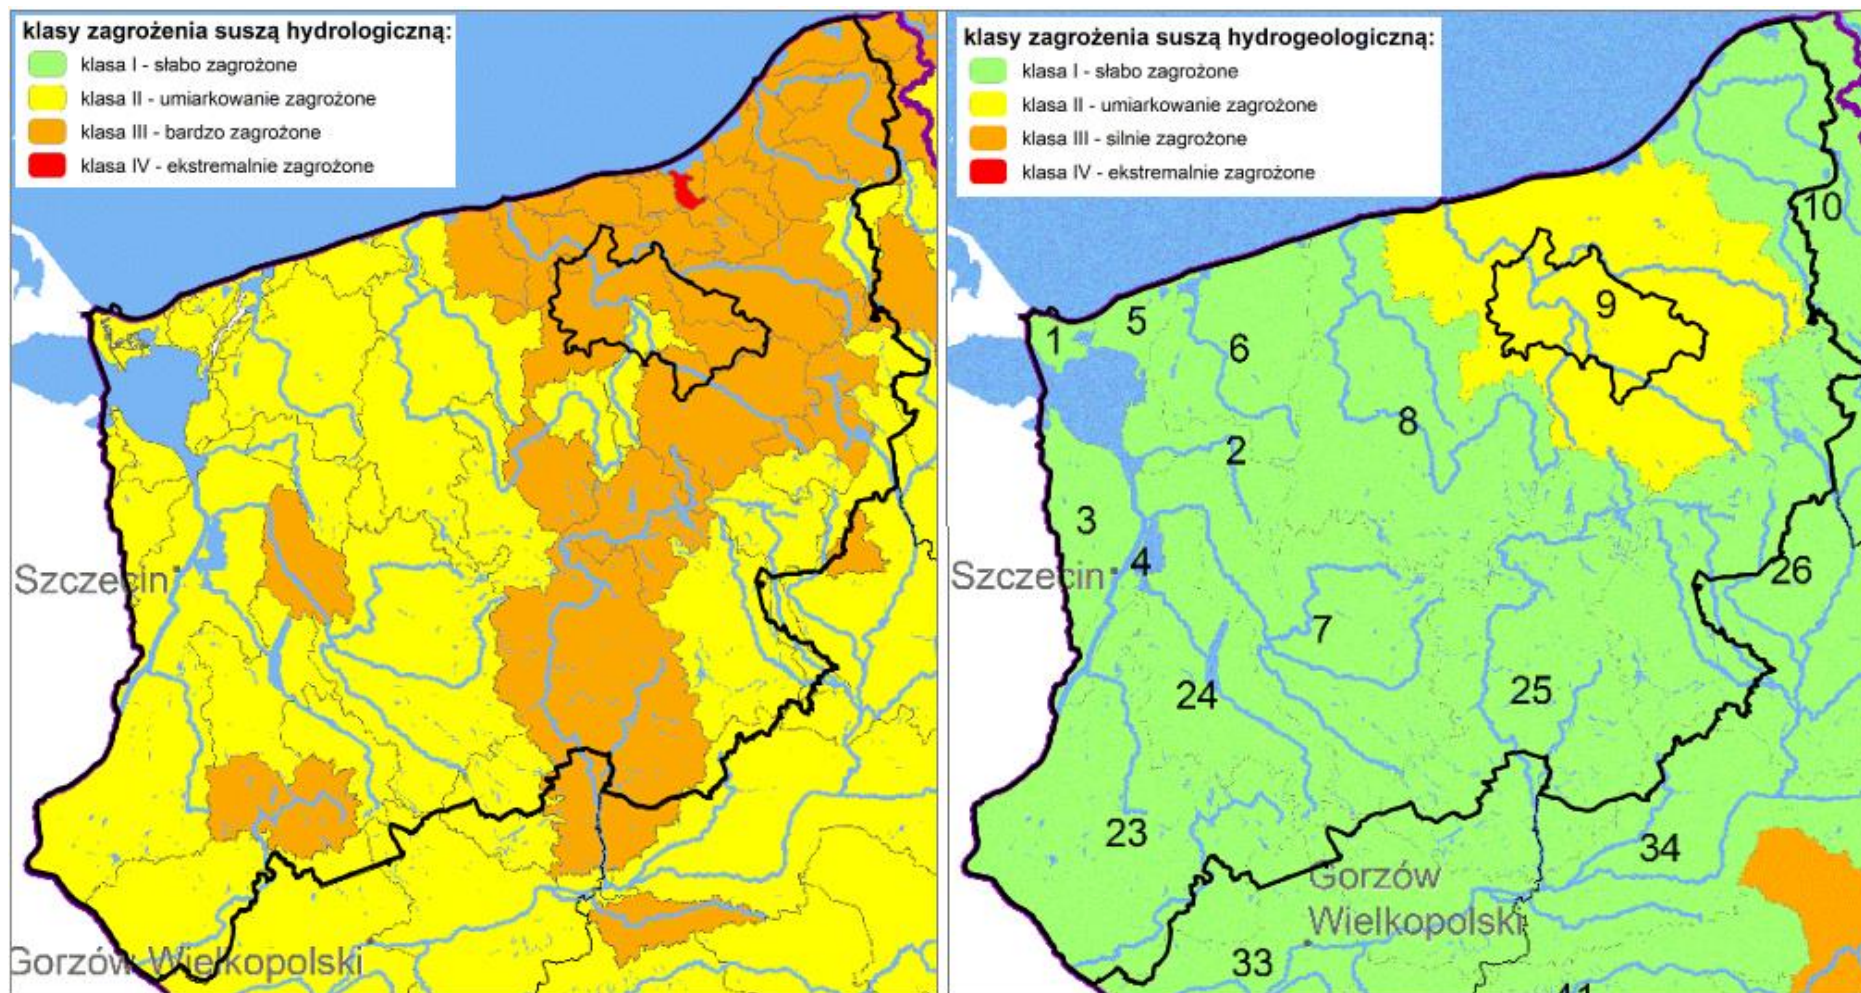 klasy zagrożenia suszą hydrologiczną:
klasa I - słabo zagrożone
klasa II - umiarkowanie zagrożone
klasa III - bardzo zagrożone
klasa IV - ekstremalnie zagrożone
Szczecin
Gorzów Wielkopolski
klasy zagrożenia suszą hydrogeologiczną:
klasa I - słabo zagrożone
klasa II - umiarkowanie zagrożone
klasa III - silnie zagrożone
klasa IV - ekstremalnie zagrożone
10
9
5
1
6
8
2
3
4
Szczecin
26
7
25
24
23
34
Gorzów
Wielkopolski
33